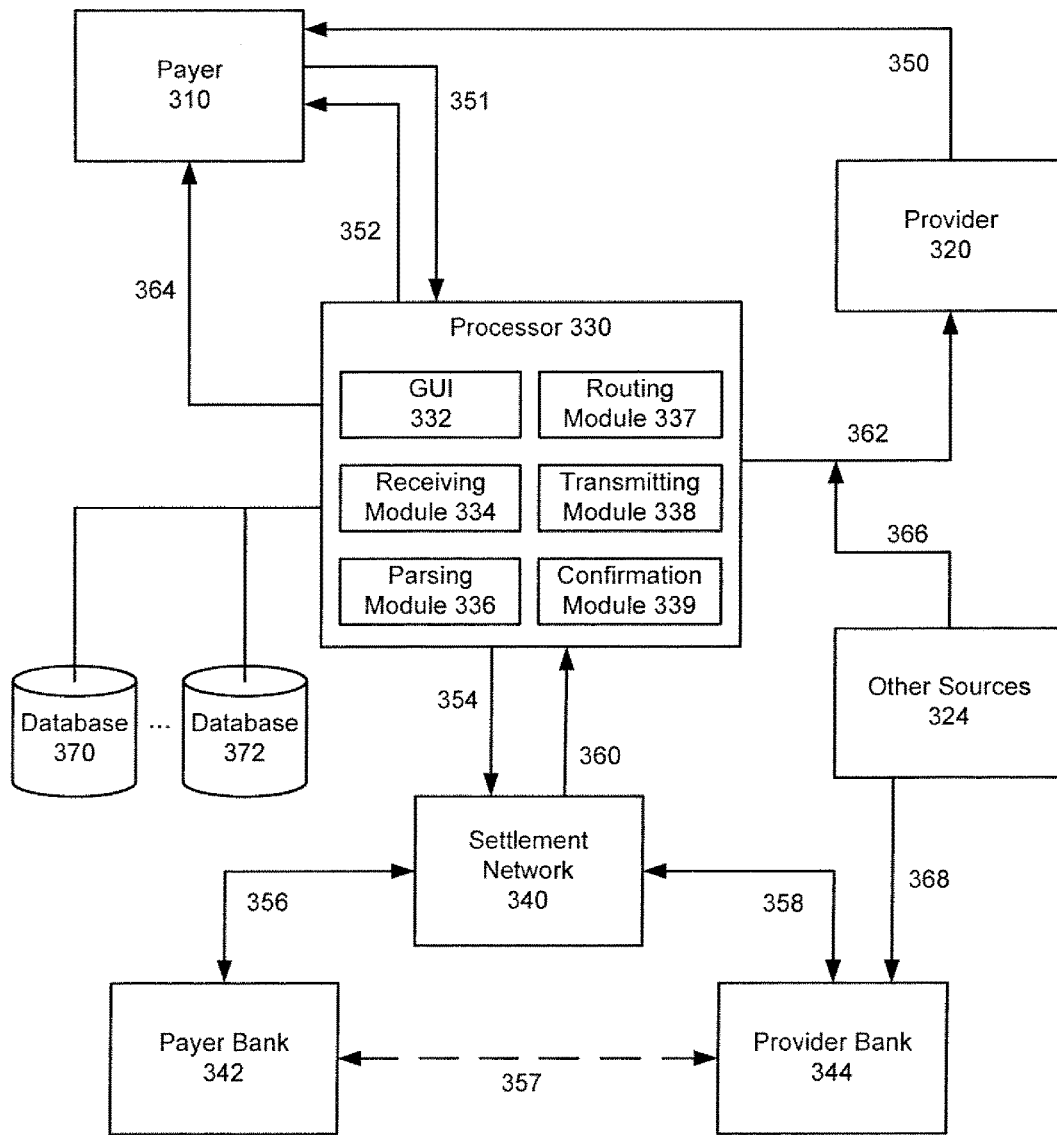 Payer
310
350
351
352
Provider
320
364
Processor 330
GUI
332
Routing
Module 337
362
Receiving
Module 334
Transmitting
Module 338
366
Parsing
Module 336
Confirmation
Module 339
354
360
Other Sources
324
Database
370
...
Database
372
Settlement
Network
340
368
356
358
Payer Bank
342
357
Provider Bank
344